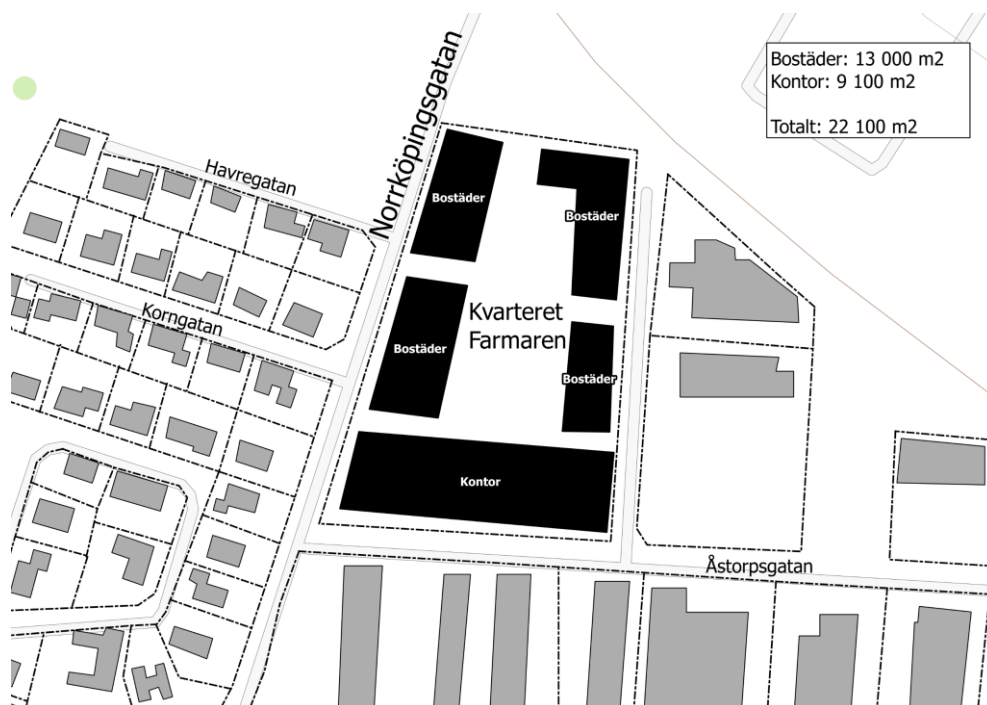 Bostäder: 13 000 m2
Kontor: 9 100 m2
Totalt: 22 100 m2
Norrköpingsgatan
Havregatan
Bostäder
Bostäder
Korngatan
Kvarteret
Farmaren
Bostäder
Bostäder
Kontor
Åstorpsgatan